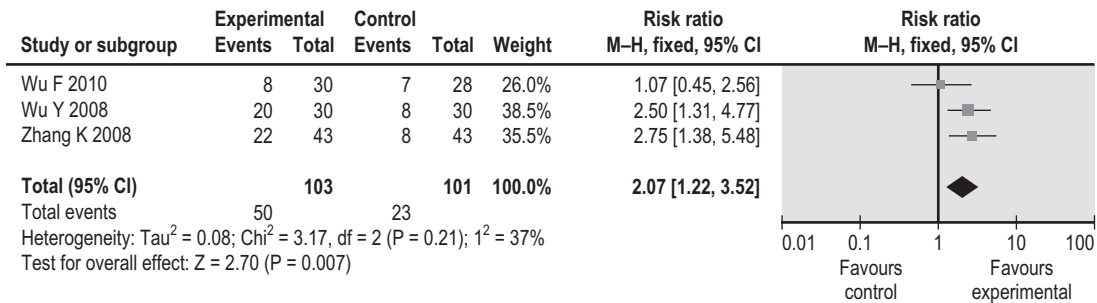 Experimental Control Risk ratio Risk ratio
Study or subgroup Events Total Events Total Weight M–H, fixed, 95% CI M–H, fixed, 95% CI
Wu F 2010 8 30 7 28 26.0% 1.07 [0.45, 2.56]
Wu Y 2008 20 30 8 30 38.5% 2.50 [1.31, 4.77]
Zhang K 2008 22 43 8 43 35.5% 2.75 [1.38, 5.48]
Total (95% CI) 103 101 100.0% 2.07 [1.22, 3.52]
Total events 50 23
Heterogeneity: Tau² = 0.08; Chi² = 3.17, df = 2 (P = 0.21); 1² = 37%
Test for overall effect: Z = 2.70 (P = 0.007)
0.01 0.1 1 10 100
Favours Favours
control experimental